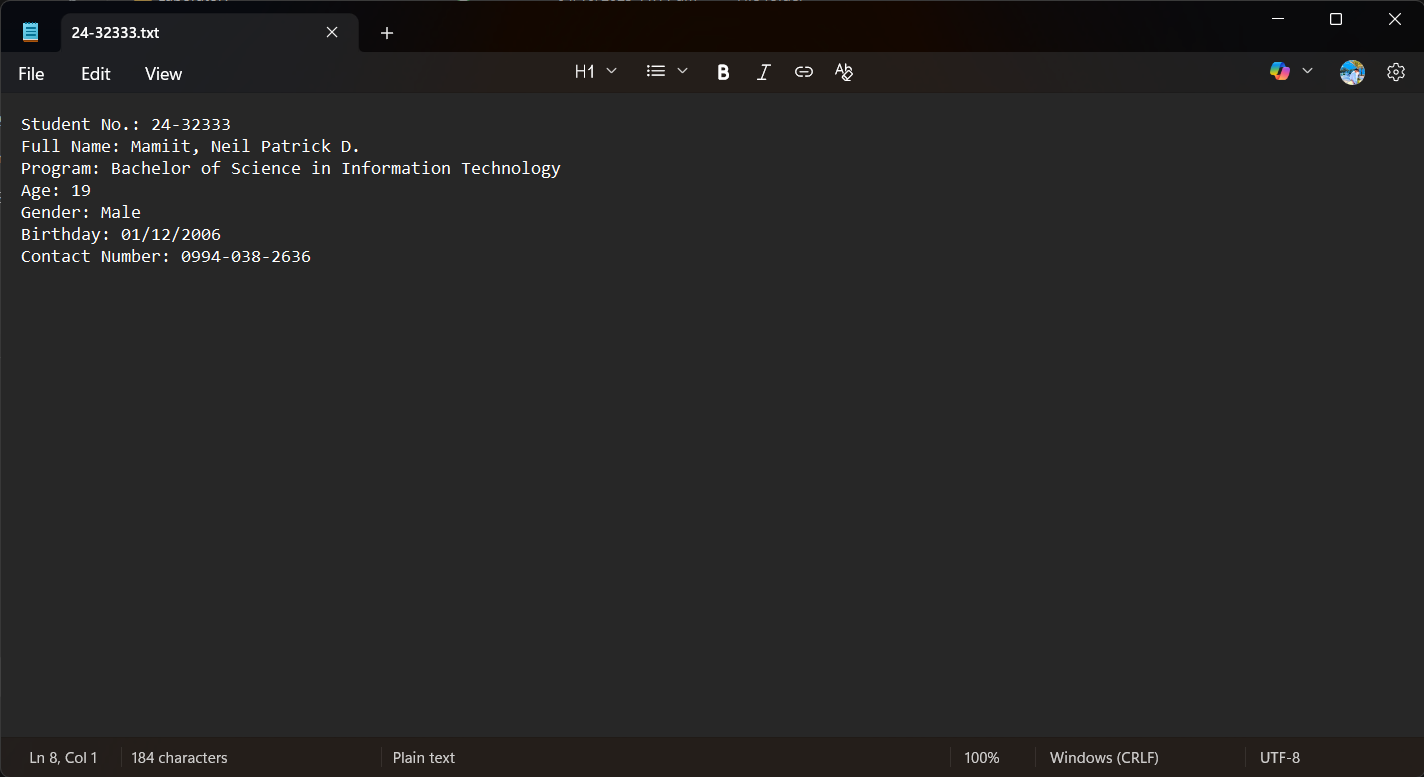 24-32333.txt
File Edit View H1 B I
Student No.: 24-32333
Full Name: Mamiit, Neil Patrick D.
Program: Bachelor of Science in Information Technology
Age: 19
Gender: Male
Birthday: 01/12/2006
Contact Number: 0994-038-2636
Ln 8, Col 1 184 characters Plain text 100% Windows (CRLF) UTF-8